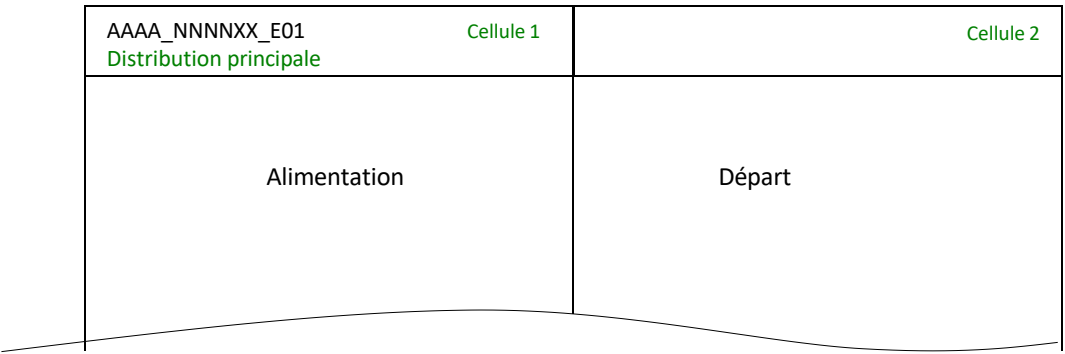 AAAA_NNNNXX_E01 Cellule 1 Cellule 2
Distribution principale
Alimentation Départ